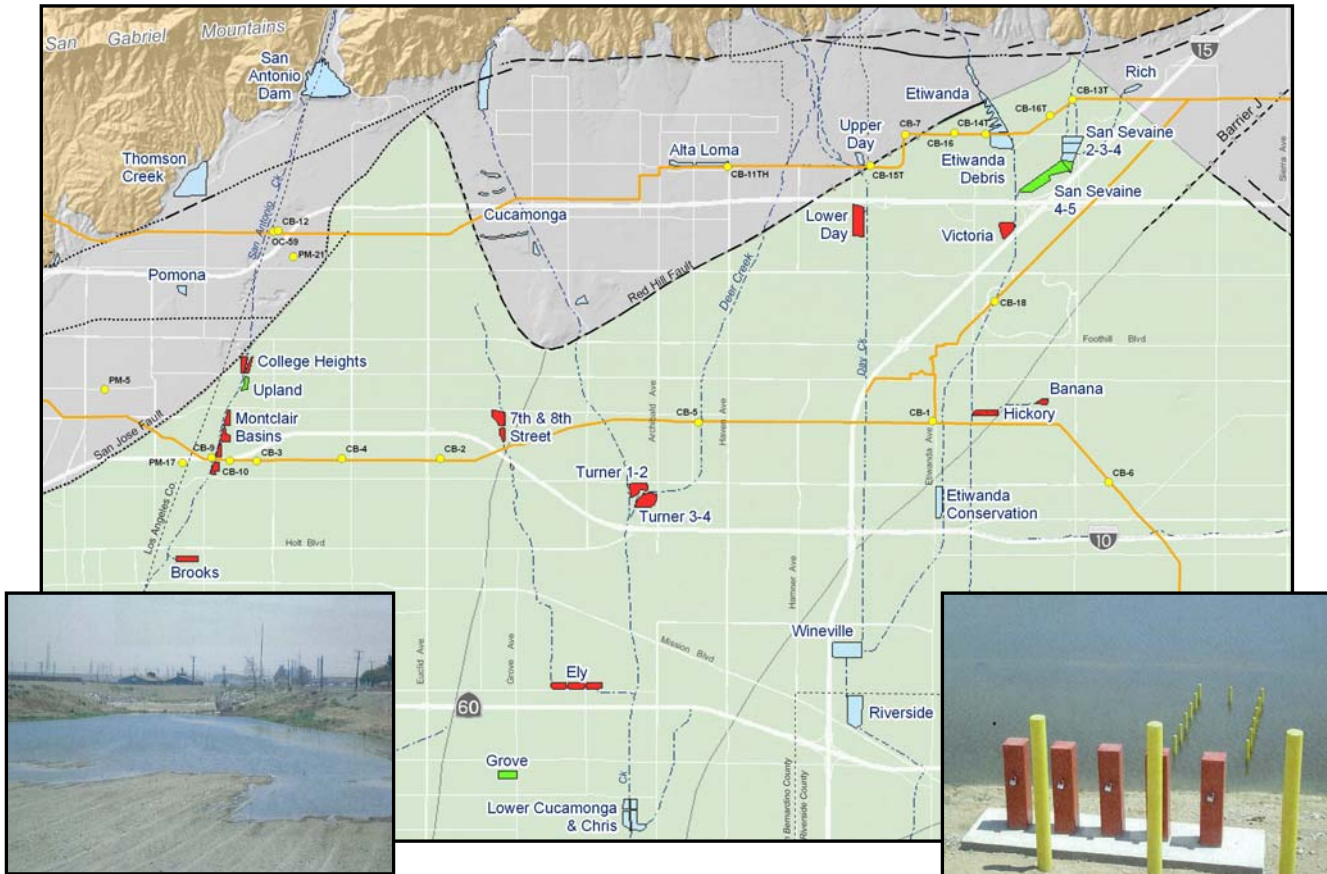 San Gabriel Mountains
San
Antonio
Dam
15
Rich
CB-13T
Etiwanda
CB-16T
Barrier J
CB-7
CB-14T
Upper
Day
CB-16
San Sevaine
2-3-4
Sierra Ave
Thomson
Creek
Alta Loma
CB-11TH
CB-15T
Etiwanda
Debris
San Sevaine
4-5
San Antonio Ck
CB-12
OC-59
Cucamonga
Lower
Day
Victoria
PM-21
Pomona
Red Hill Fault
Deer Creek
CB-18
Day Ck
Foothill Blvd
College Heights
PM-5
Upland
Banana
Montclair
Basins
7th & 8th
Street
Archibald Ave
CB-5
Haven Ave
CB-1
Hickory
San Jose Fault
CB-9
PM-17
CB-10
CB-3
CB-4
CB-2
Etiwanda Ave
Turner 1-2
CB-6
Turner 3-4
Etiwanda
Conservation
Los Angeles Co.
Holt Blvd
10
Brooks
Hamner Ave
Wineville
Mission Blvd
Euclid Ave
Grove Ave
Ely
60
Riverside
Grove
Ck
Lower Cucamonga
& Chris
Bernardino County
Riverside County